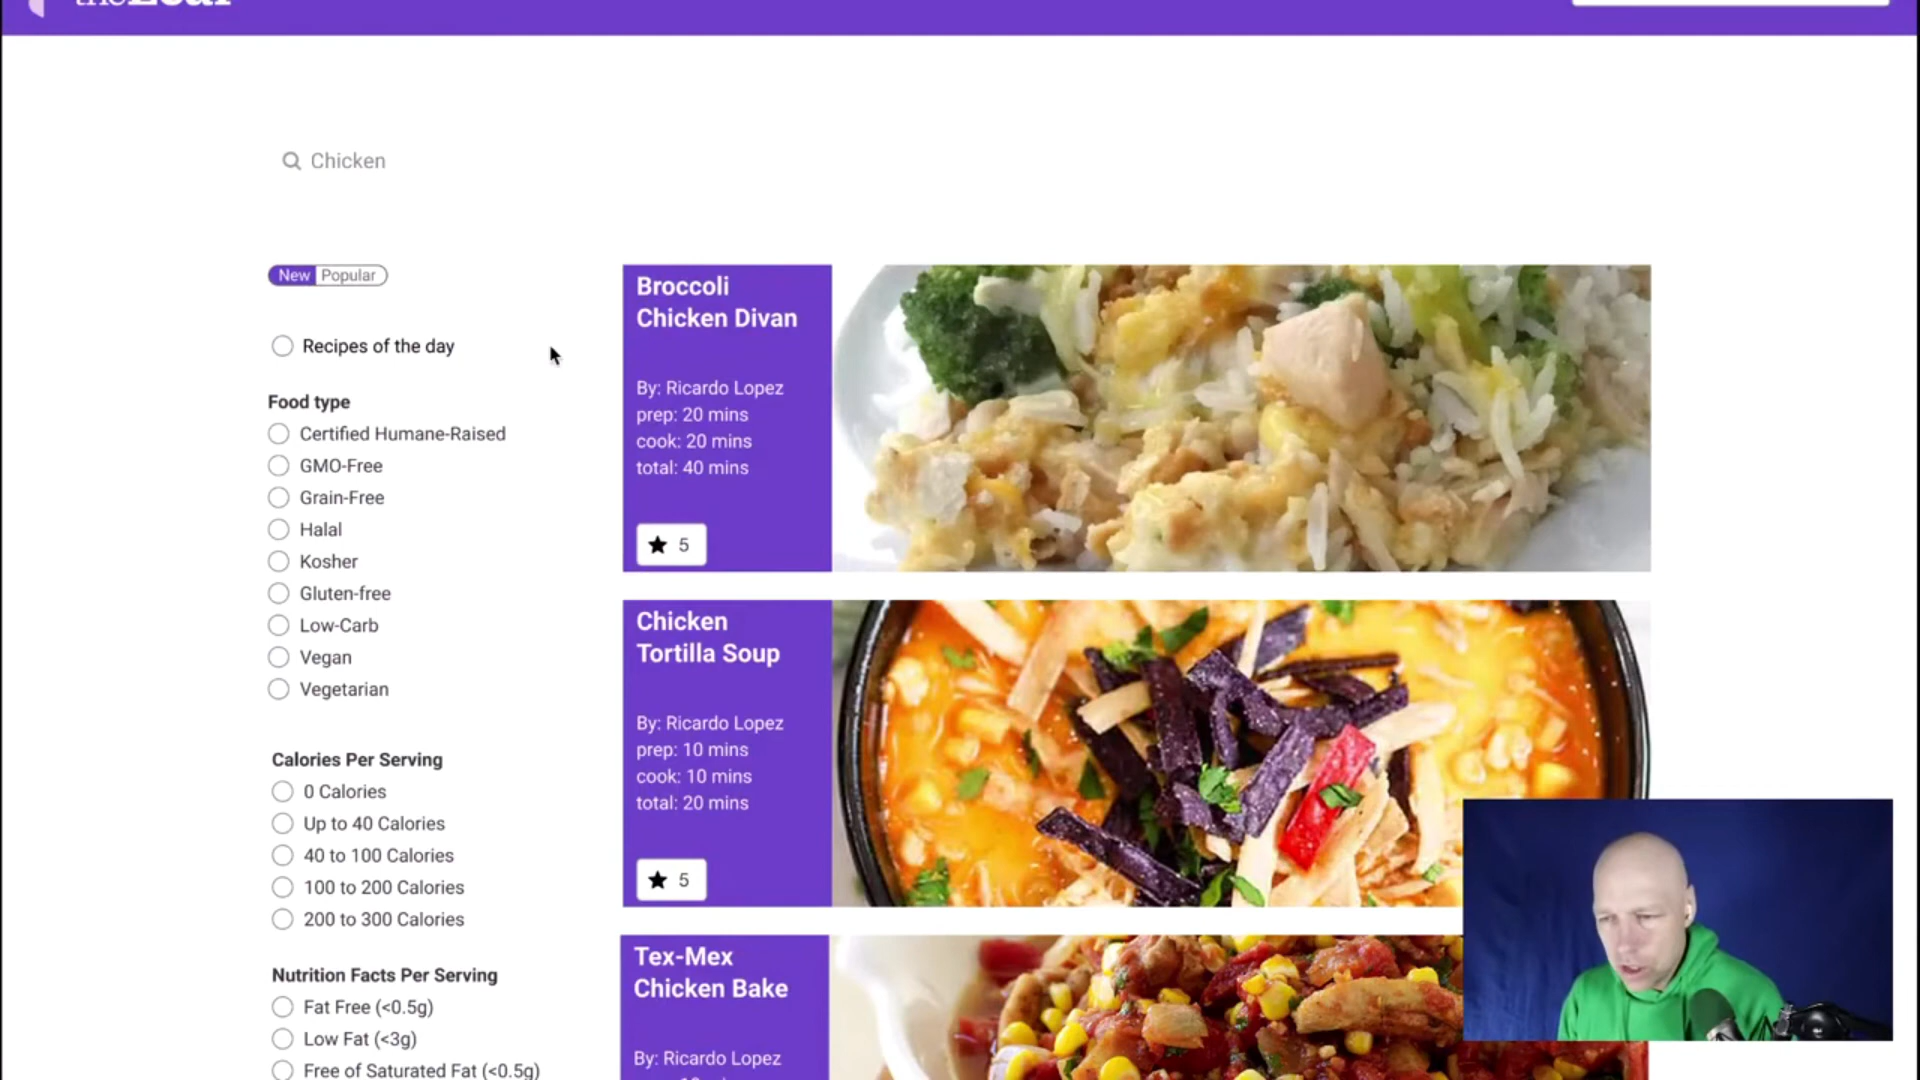 Chicken
New Popular
Recipes of the day
Food type
Certified Humane-Raised
GMO-Free
Grain-Free
Halal
Kosher
Gluten-free
Low-Carb
Vegan
Vegetarian
Calories Per Serving
0 Calories
Up to 40 Calories
40 to 100 Calories
100 to 200 Calories
200 to 300 Calories
Nutrition Facts Per Serving
Fat Free (<0.5g)
Low Fat (<3g)
Free of Saturated Fat (<0.5g)
Broccoli
Chicken Divan
By: Ricardo Lopez
prep: 20 mins
cook: 20 mins
total: 40 mins
5
Chicken
Tortilla Soup
By: Ricardo Lopez
prep: 10 mins
cook: 10 mins
total: 20 mins
5
Tex-Mex
Chicken Bake
By: Ricardo Lopez